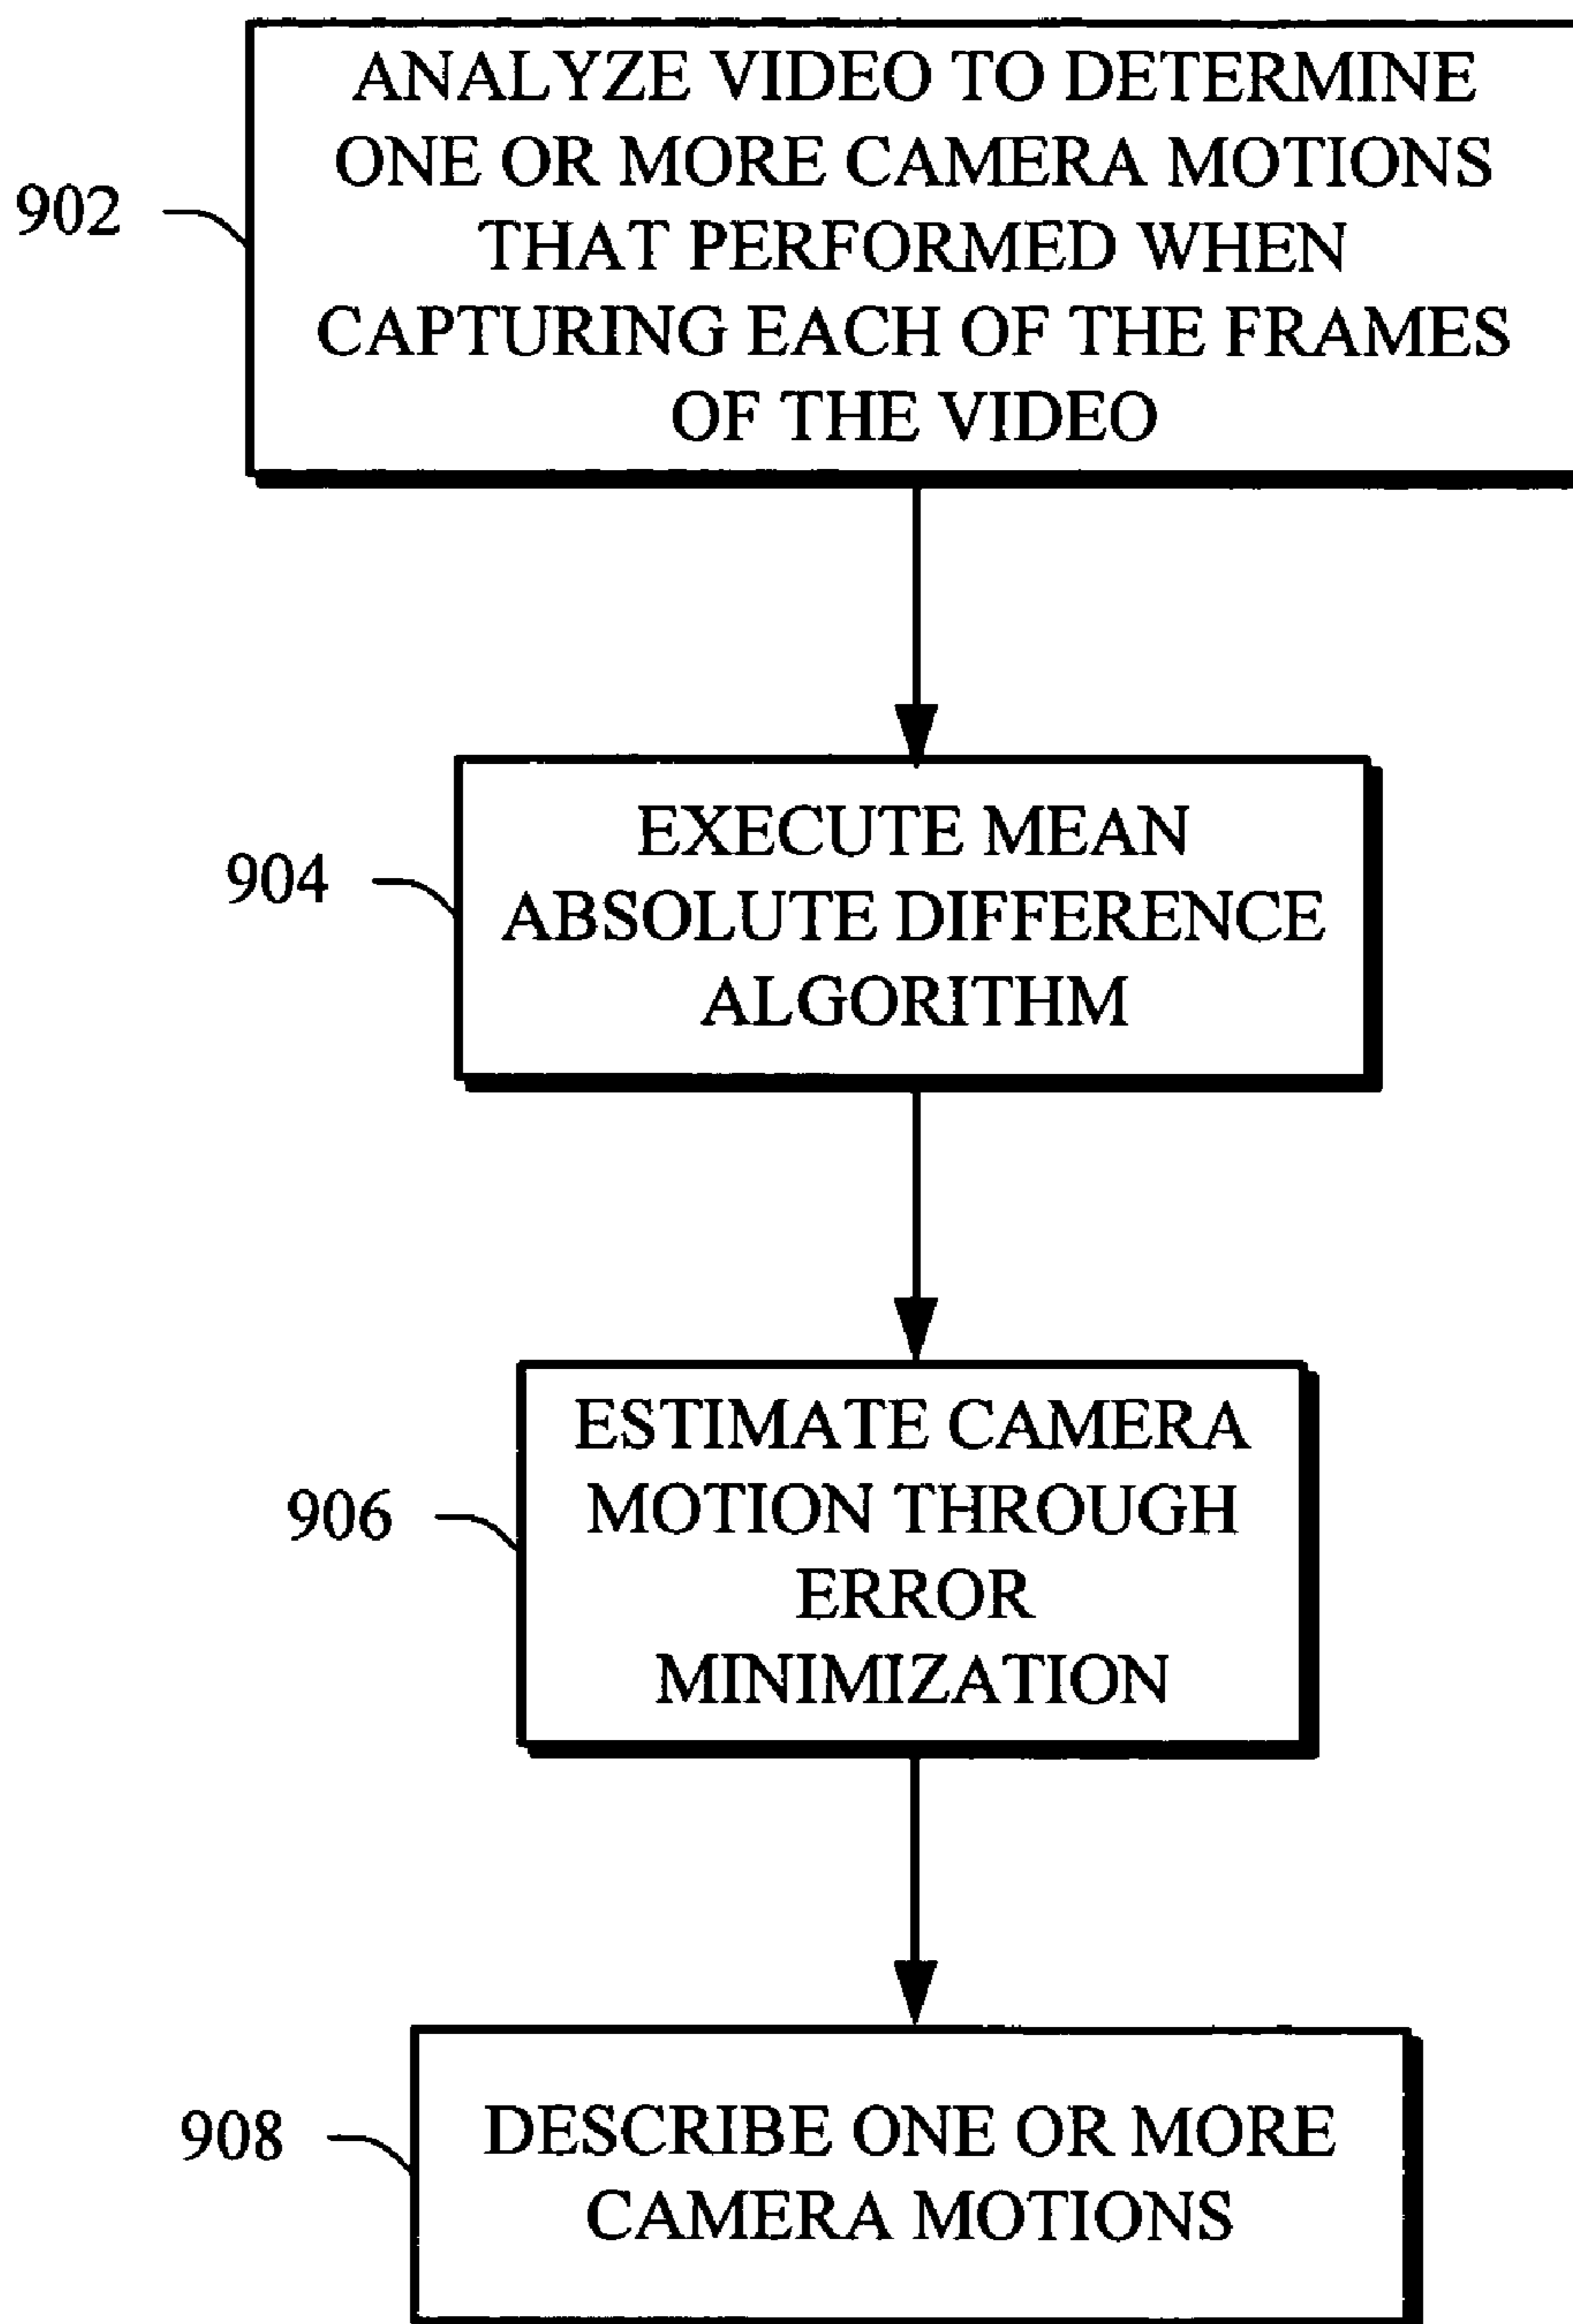 ANALYZE VIDEO TO DETERMINE
ONE OR MORE CAMERA MOTIONS
THAT PERFORMED WHEN
CAPTURING EACH OF THE FRAMES
OF THE VIDEO
902
EXECUTE MEAN
ABSOLUTE DIFFERENCE
ALGORITHM
904
ESTIMATE CAMERA
MOTION THROUGH
ERROR
MINIMIZATION
906
DESCRIBE ONE OR MORE
CAMERA MOTIONS
908